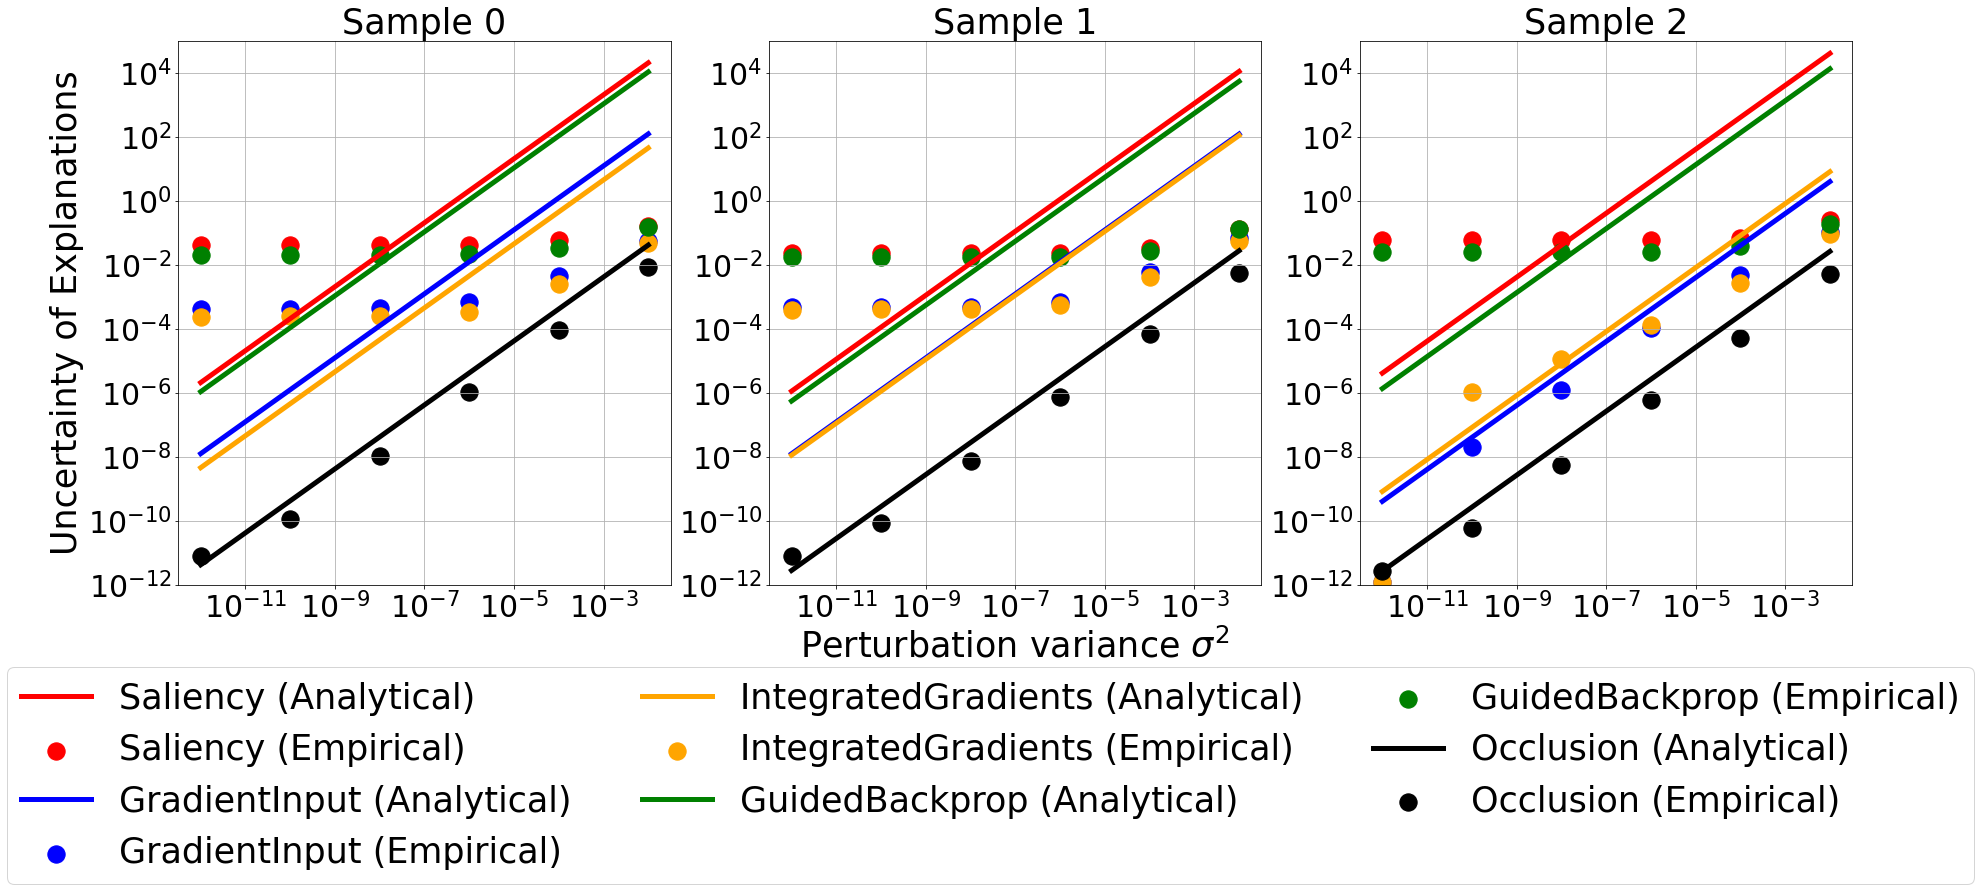 Sample 0 Sample 1 Sample 2
Uncertainty of Explanations
10^4 10^4 10^4
10^2 10^2 10^2
10^0 10^0 10^0
10^−2 10^−2 10^−2
10^−4 10^−4 10^−4
10^−6 10^−6 10^−6
10^−8 10^−8 10^−8
10^−10 10^−10 10^−10
10^−12 10^−12 10^−12
10^−11 10^−9 10^−7 10^−5 10^−3 10^−11 10^−9 10^−7 10^−5 10^−3 10^−11 10^−9 10^−7 10^−5 10^−3
Perturbation variance σ^2
Saliency (Analytical)
Saliency (Empirical)
GradientInput (Analytical)
GradientInput (Empirical)
IntegratedGradients (Analytical)
IntegratedGradients (Empirical)
GuidedBackprop (Analytical)
GuidedBackprop (Empirical)
Occlusion (Analytical)
Occlusion (Empirical)